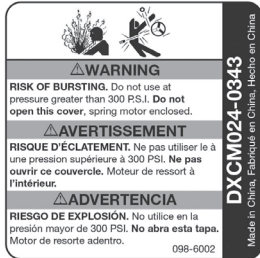 ⚠WARNING
RISK OF BURSTING. Do not use at
pressure greater than 300 P.S.I. Do not
open this cover, spring motor enclosed.
⚠AVERTISSEMENT
RISQUE D'ÉCLATEMENT. Ne pas utiliser le à
une pression supérieure à 300 PSI. Ne pas
ouvrir ce couvercle. Moteur de ressort à
l'intérieur.
⚠ADVERTENCIA
RIESGO DE EXPLOSIÓN. No utilice en la
presión mayor de 300 PSI. No abra esta tapa.
Motor de resorte adentro.
098-6002
DXCM024-0343
Made in China, Fabriqué en China, Hecho en China